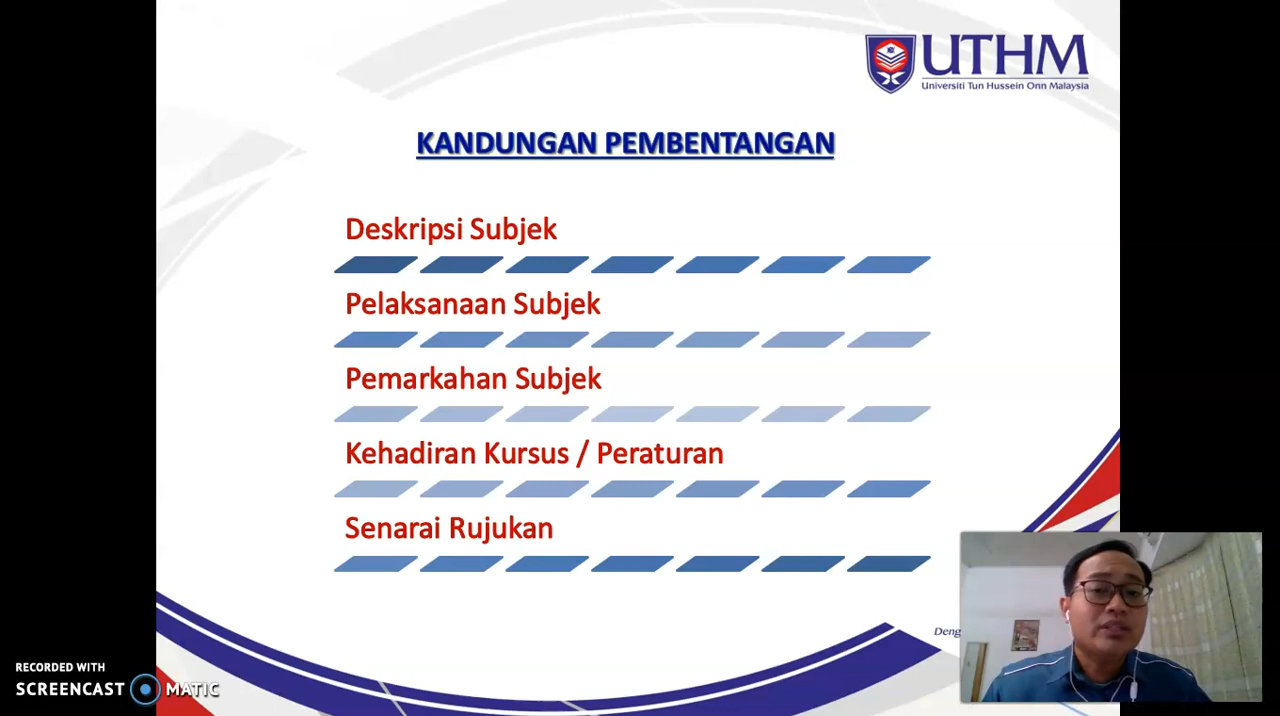 UTHM
Universiti Tun Hussein Onn Malaysia
KANDUNGAN PEMBENTANGAN
Deskripsi Subjek
Pelaksanaan Subjek
Pemarkahan Subjek
Kehadiran Kursus / Peraturan
Senarai Rujukan
RECORDED WITH
SCREENCAST MATIC